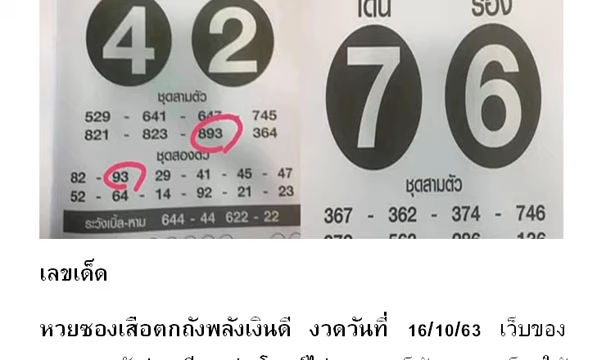 4 2
ชุดสามตัว
529 - 641 - 647 - 745
821 - 823 - 893 - 364
ชุดสองตัว
82 - 93 - 29 - 41 - 45 - 47
52 - 64 - 14 - 92 - 21 - 23
ระวังเบิ้ล-หาม 644 - 44 622 - 22
เด่น รอง
7 6
ชุดสามตัว
367 - 362 - 374 - 746
เลขเด็ด
หวยซองเสือตกถังพลังเงินดี งวดวันที่ 16/10/63 เว็บของ